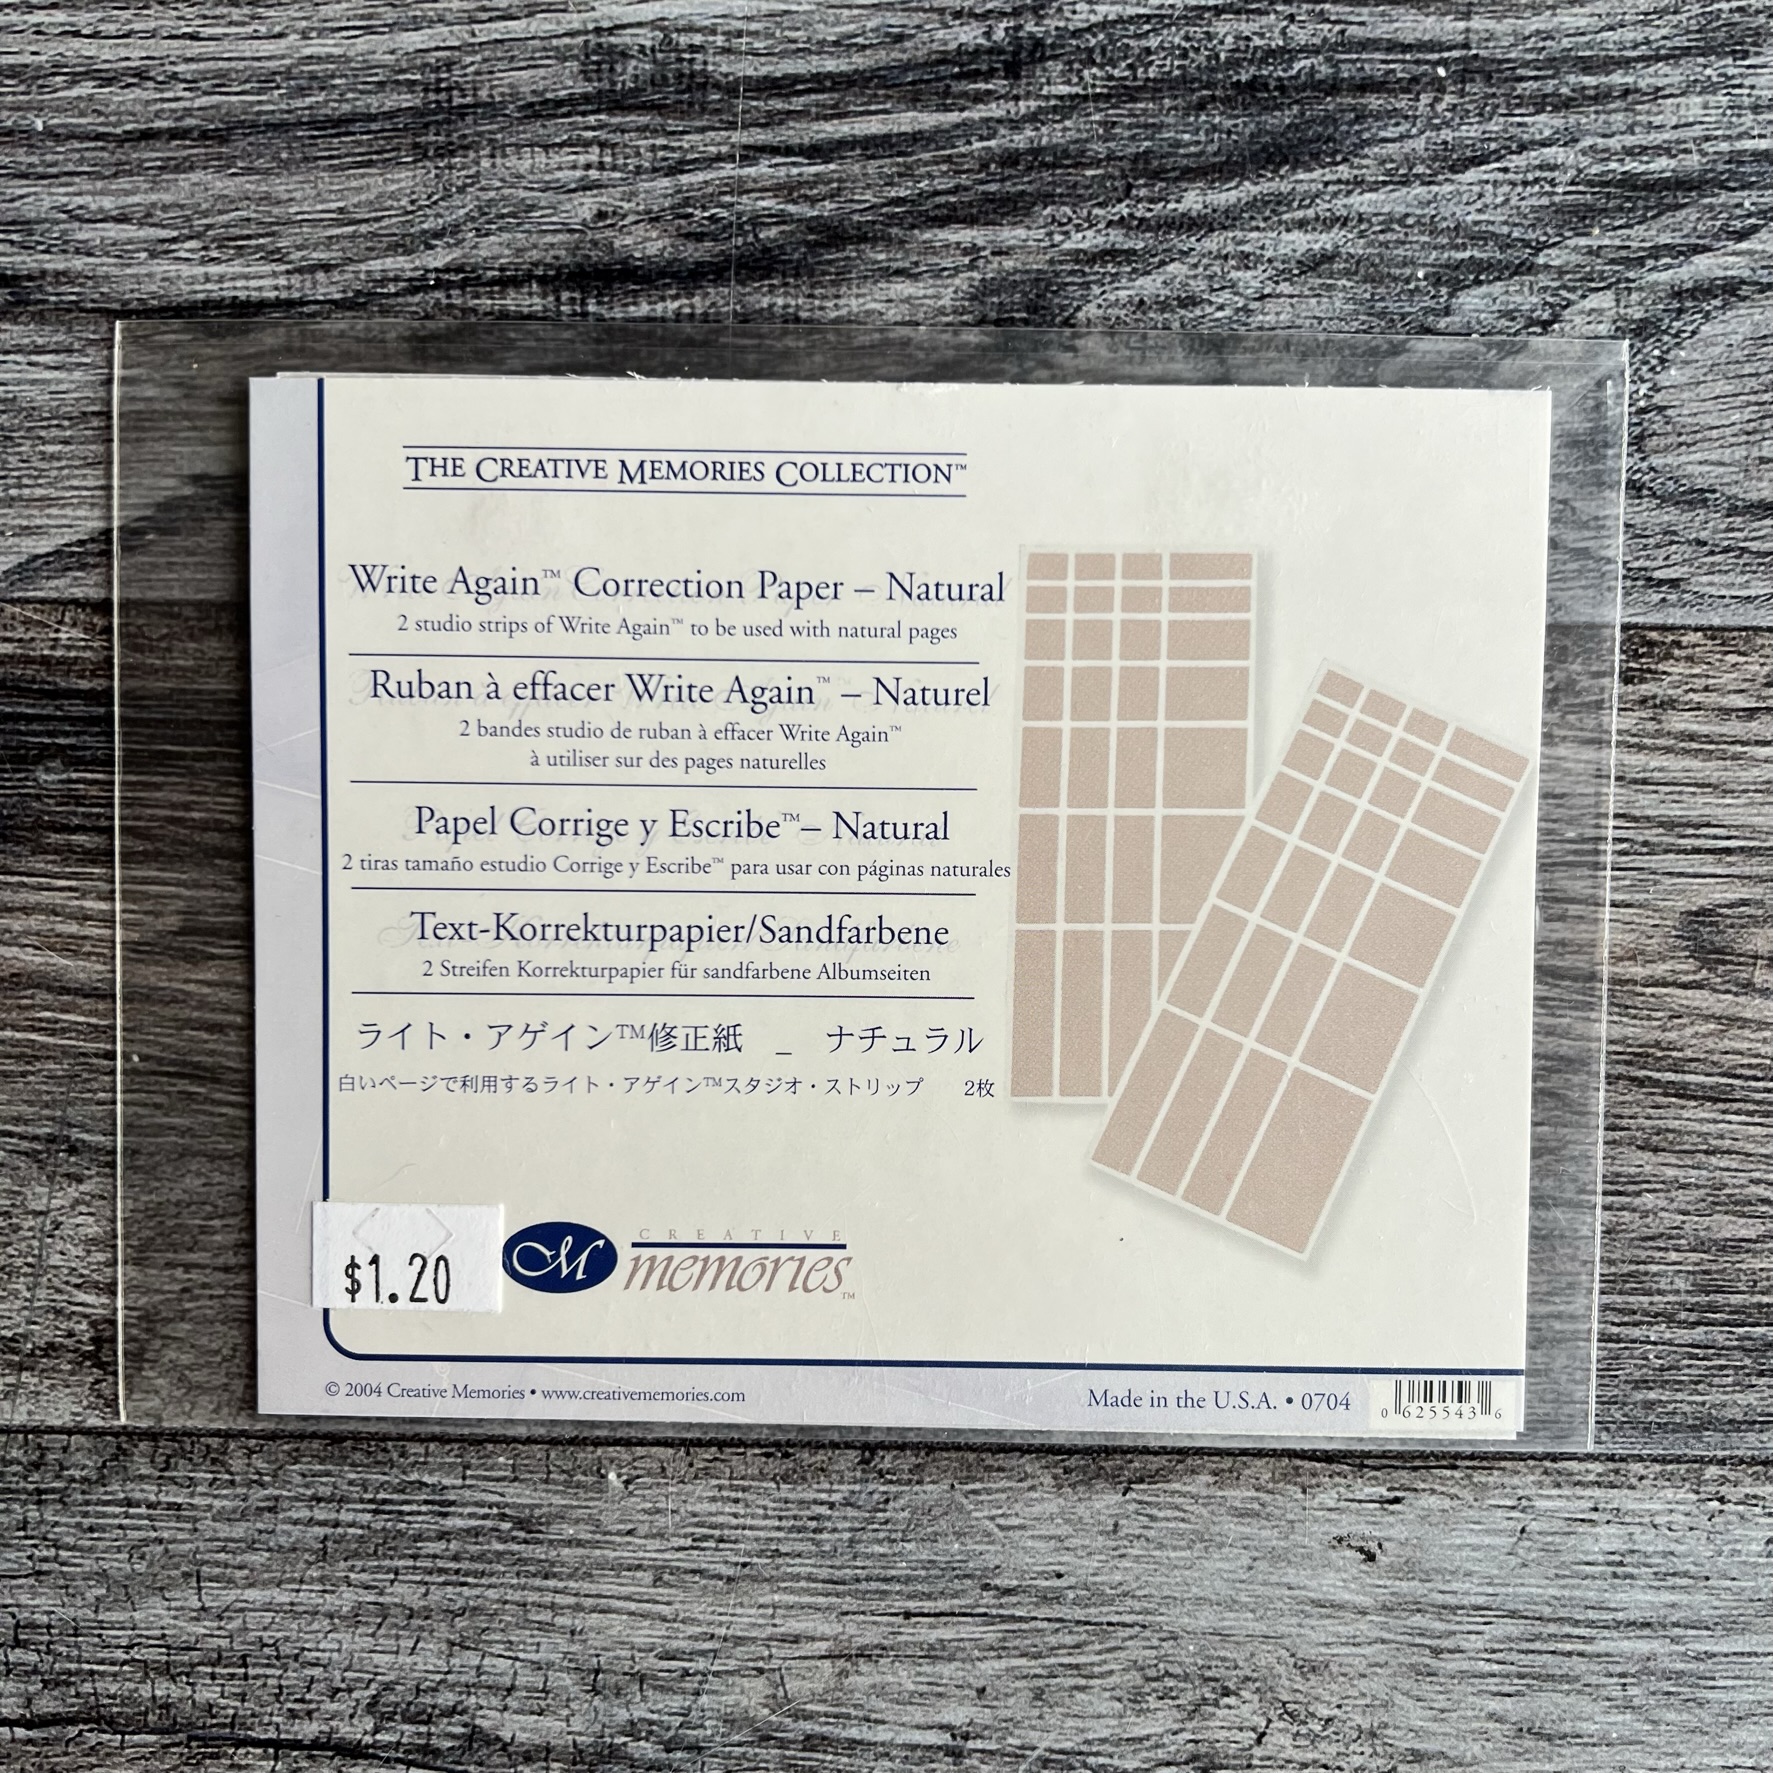 THE CREATIVE MEMORIES COLLECTION™
Write Again™ Correction Paper – Natural
2 studio strips of Write Again™ to be used with natural pages
Ruban à effacer Write Again™ – Naturel
2 bandes studio de ruban à effacer Write Again™
à utiliser sur des pages naturelles
Papel Corrige y Escribe™– Natural
2 tiras tamaño estudio Corrige y Escribe™ para usar con páginas naturales
Text-Korrekturpapier/Sandfarbene
2 Streifen Korrekturpapier für sandfarbene Albumseiten
ライト・アゲイン™修正紙 _ ナチュラル
白いページで利用するライト・アゲイン™スタジオ・ストリップ 2枚
$1.20
M CREATIVE
memories™
© 2004 Creative Memories • www.creativememories.com
Made in the U.S.A. • 0704
0 625543 6